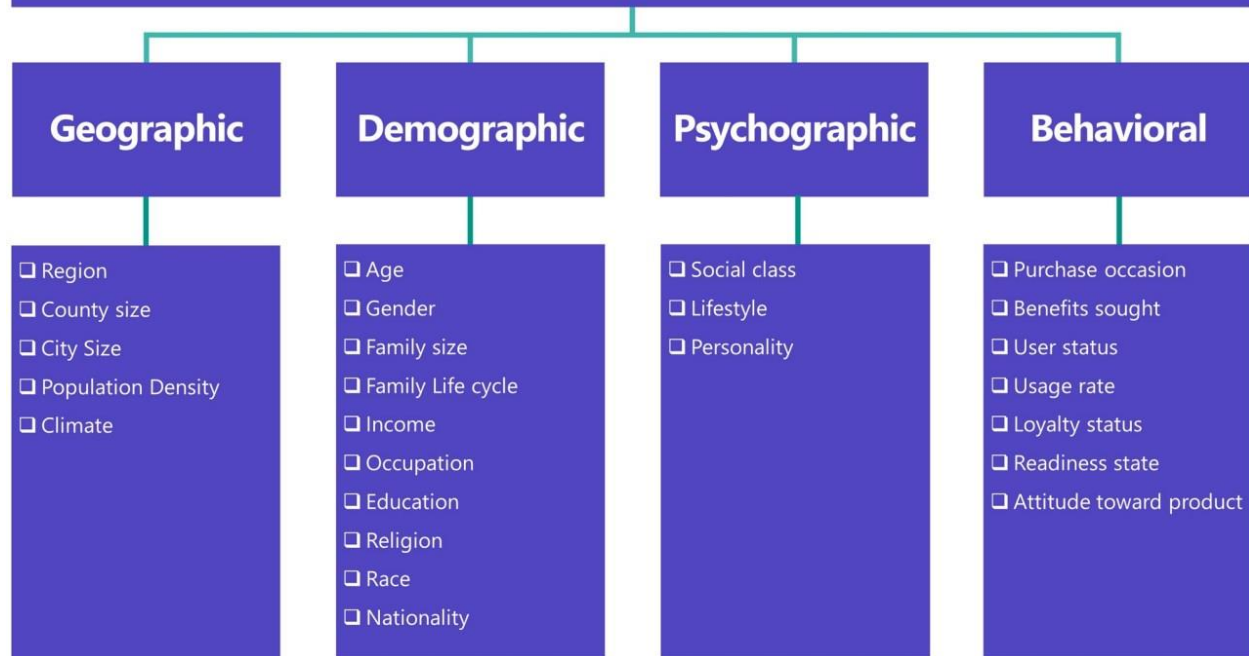 Geographic
Demographic
Psychographic
Behavioral
❑ Region
❑ County size
❑ City Size
❑ Population Density
❑ Climate
❑ Age
❑ Gender
❑ Family size
❑ Family Life cycle
❑ Income
❑ Occupation
❑ Education
❑ Religion
❑ Race
❑ Nationality
❑ Social class
❑ Lifestyle
❑ Personality
❑ Purchase occasion
❑ Benefits sought
❑ User status
❑ Usage rate
❑ Loyalty status
❑ Readiness state
❑ Attitude toward product